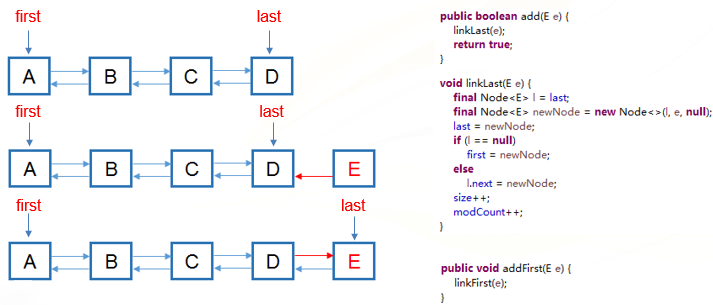 first last
A B C D
first last
A B C D E
first last
A B C D E
public boolean add(E e) {
linkLast(e);
return true;
}
void linkLast(E e) {
final Node<E> l = last;
final Node<E> newNode = new Node<>(l, e, null);
last = newNode;
if (l == null)
first = newNode;
else
l.next = newNode;
size++;
modCount++;
}
public void addFirst(E e) {
linkFirst(e);
}